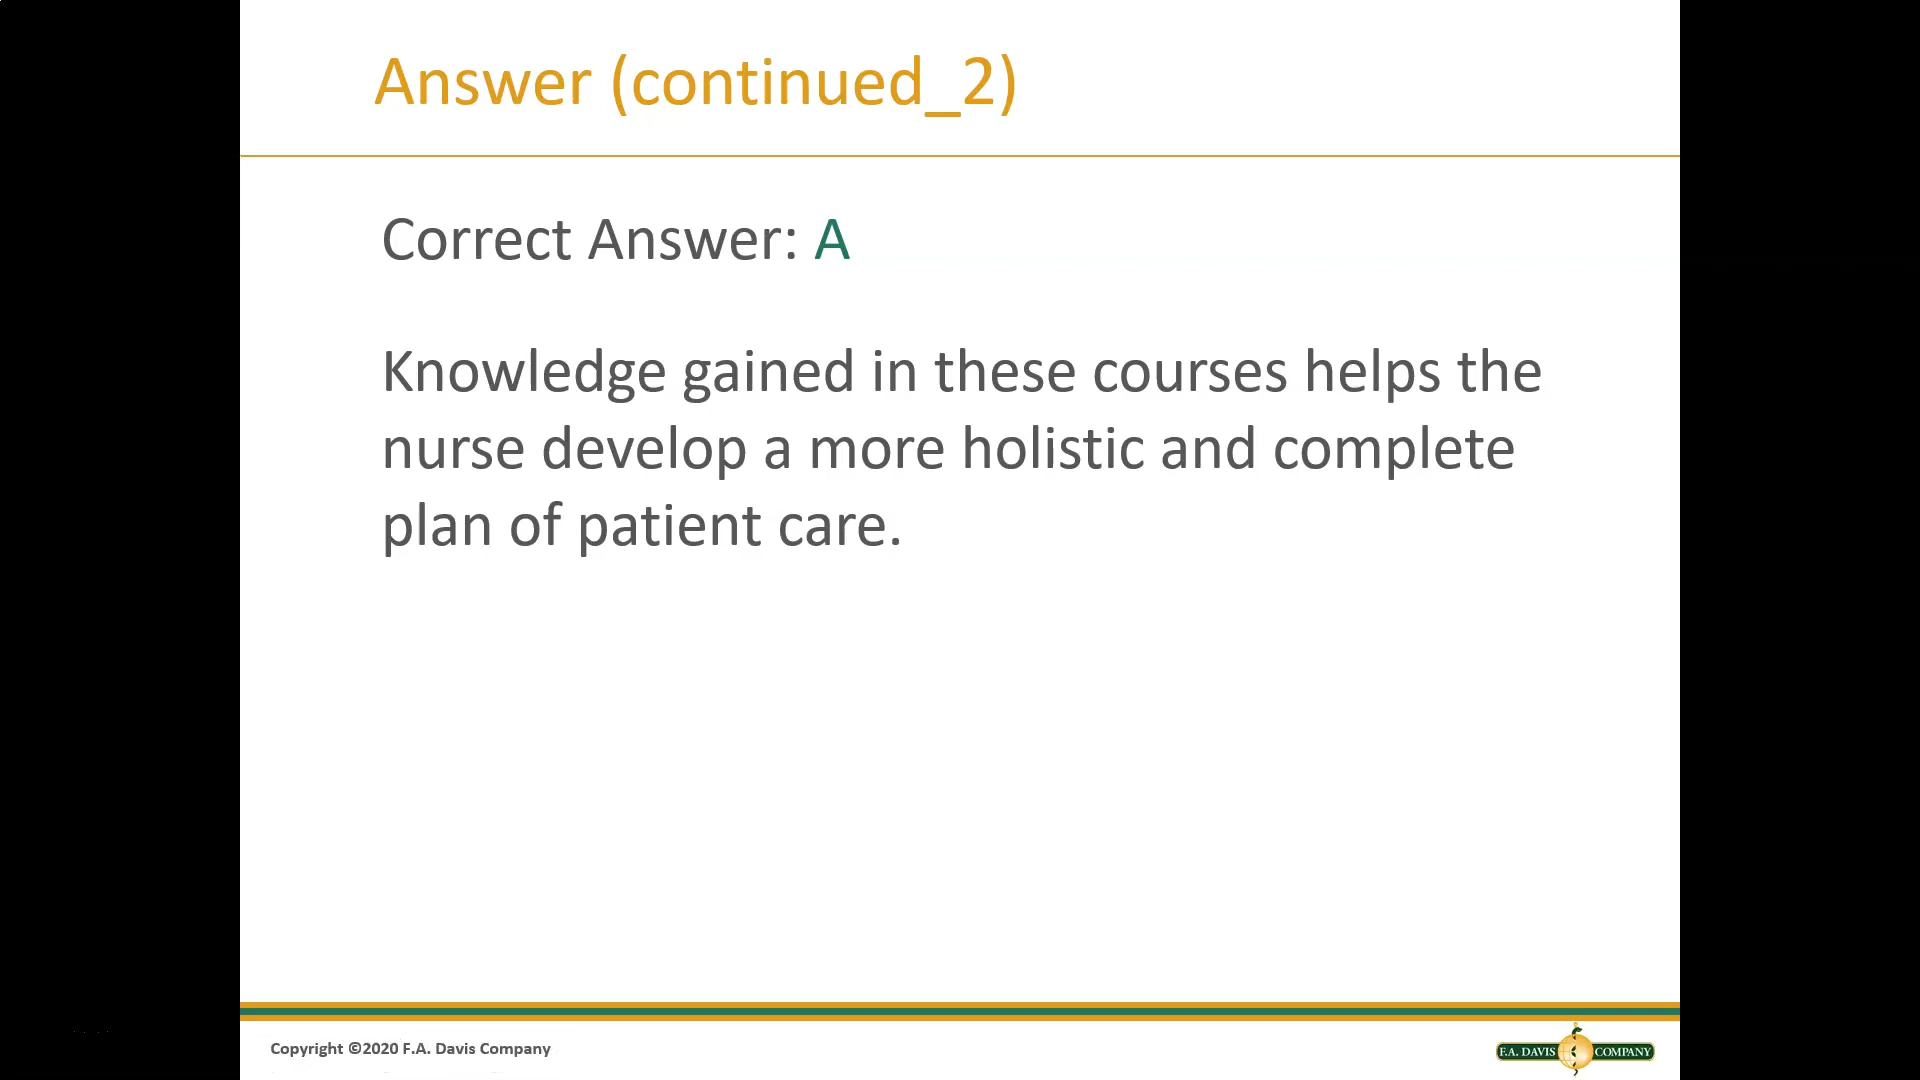 Answer (continued_2)
Correct Answer: A
Knowledge gained in these courses helps the
nurse develop a more holistic and complete
plan of patient care.
Copyright ©2020 F.A. Davis Company
F.A. DAVIS COMPANY